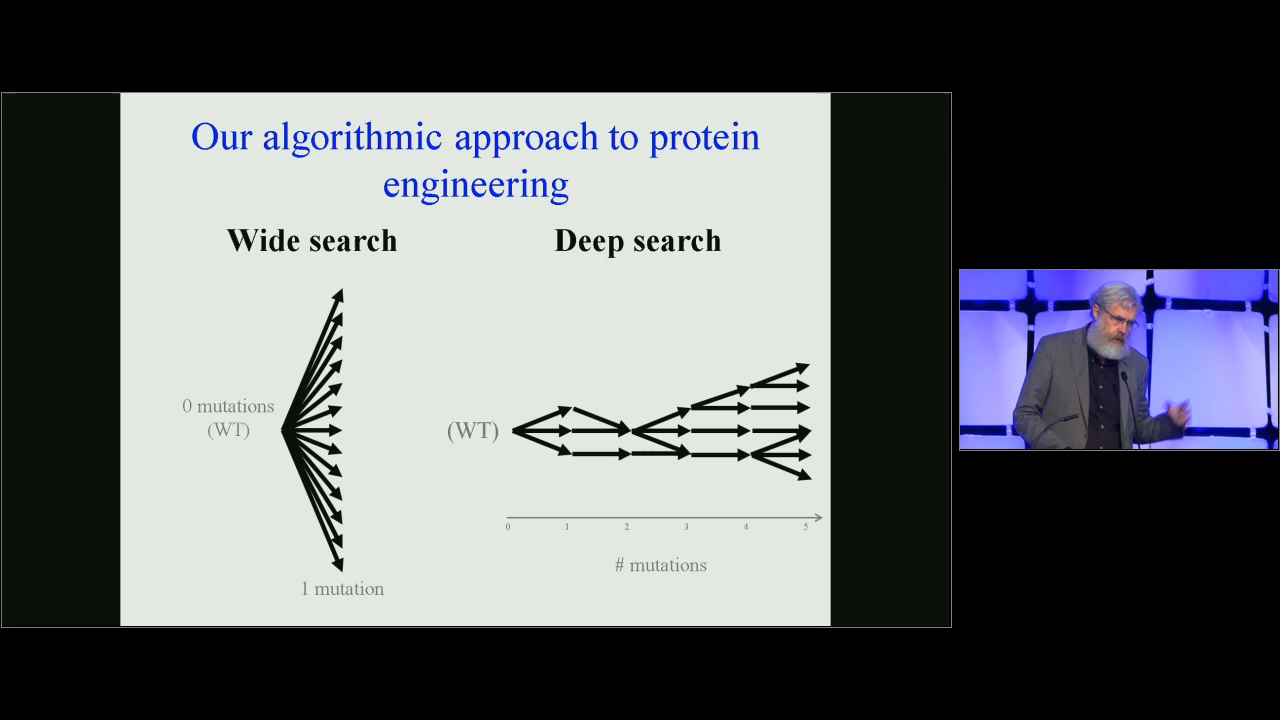 Our algorithmic approach to protein
engineering
Wide search
Deep search
0 mutations
(WT)
1 mutation
(WT)
0 1 2 3 4 5
# mutations